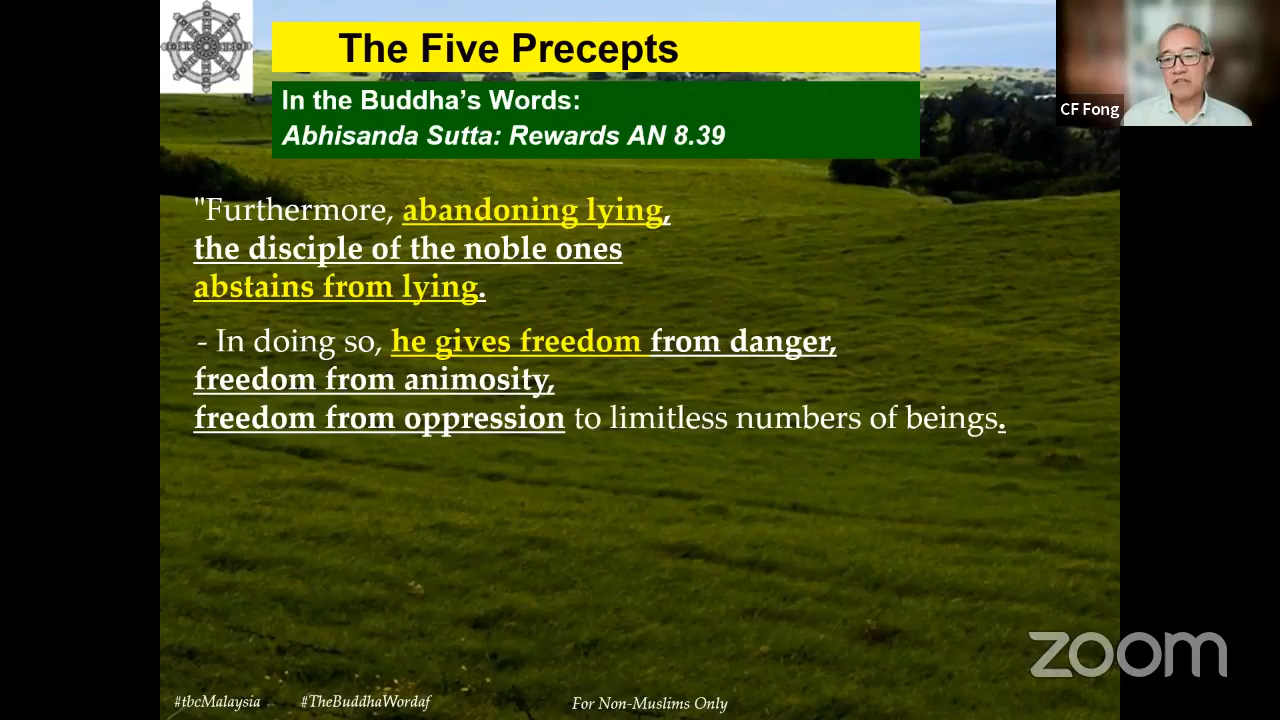 The Five Precepts
In the Buddha's Words:
Abhisanda Sutta: Rewards AN 8.39
CF Fong
"Furthermore, abandoning lying,
the disciple of the noble ones
abstains from lying.
- In doing so, he gives freedom from danger,
freedom from animosity,
freedom from oppression to limitless numbers of beings.
zoom
#tbcMalaysia #TheBuddhaWordaf For Non-Muslims Only